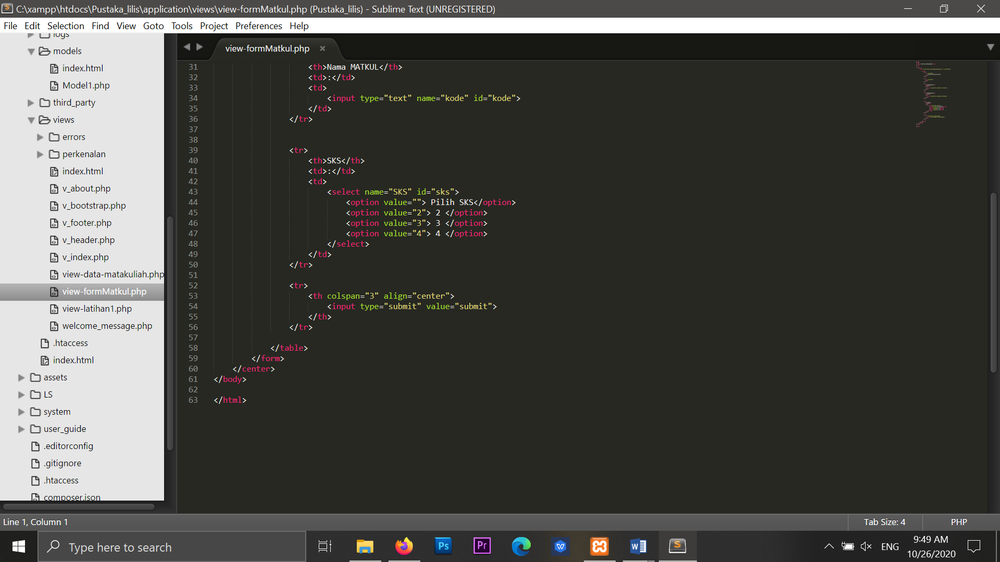 C:\xampp\htdocs\Pustaka_lilis\application\views\view-formMatkul.php (Pustaka_lilis) - Sublime Text (UNREGISTERED)
File Edit Selection Find View Goto Tools Project Preferences Help
logs
models
index.html
Model1.php
third_party
views
errors
perkenalan
index.html
v_about.php
v_bootstrap.php
v_footer.php
v_header.php
v_index.php
view-data-matakuliah.php
view-formMatkul.php
view-latihan1.php
welcome_message.php
.htaccess
index.html
assets
LS
system
user_guide
.editorconfig
.gitignore
.htaccess
composer.json
view-formMatkul.php
31 <th>Nama MATKUL</th>
32 <td>:</td>
33 <td>
34 <input type="text" name="kode" id="kode">
35 </td>
36 </tr>
37
38
39 <tr>
40 <th>SKS</th>
41 <td>:</td>
42 <td>
43 <select name="SKS" id="sks">
44 <option value=""> Pilih SKS</option>
45 <option value="2"> 2 </option>
46 <option value="3"> 3 </option>
47 <option value="4"> 4 </option>
48 </select>
49 </td>
50 </tr>
51
52 <tr>
53 <th colspan="3" align="center">
54 <input type="submit" value="submit">
55 </th>
56 </tr>
57
58 </table>
59 </form>
60 </center>
61 </body>
62
63 </html>
Line 1, Column 1
Tab Size: 4
PHP
Type here to search
Ps
Pr
ENG
9:49 AM
10/26/2020